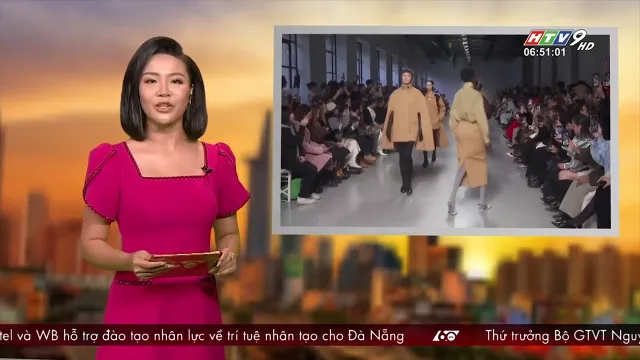 HTV9 HD
06:51:01
tel và WB hỗ trợ đào tạo nhân lực về trí tuệ nhân tạo cho Đà Nẵng
60 Thứ trưởng Bộ GTVT Nguy